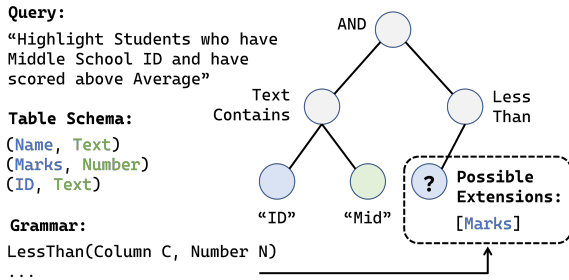 Query:
“Highlight Students who have
Middle School ID and have
scored above Average”
Table Schema:
(Name, Text)
(Marks, Number)
(ID, Text)
Grammar:
LessThan(Column C, Number N)
...
AND
Text
Contains
Less
Than
“ID”
“Mid”
?
Possible
Extensions:
[Marks]